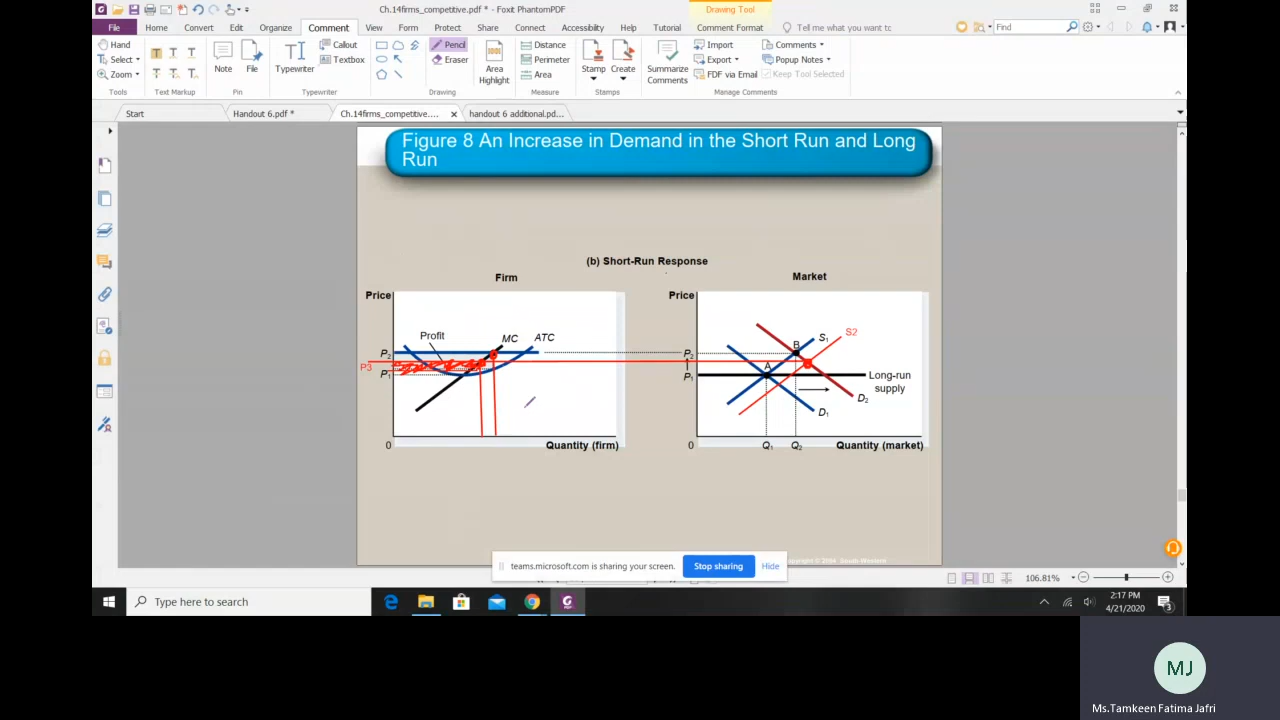 Ch.14firms_competitive.pdf * - Foxit PhantomPDF
Drawing Tool
File Home Convert Edit Organize Comment View Form Protect Share Connect Accessibility Help Tutorial Comment Format Tell me what you want Find
Hand
Select
Zoom
Tools
T T T
Text Markup
Note
File
Pin
Typewriter
Callout
Textbox
Typewriter
Pencil
Eraser
Drawing
Area
Highlight
Distance
Perimeter
Area
Measure
Stamp
Create
Stamps
Summarize
Comments
Import
Export
FDF via Email
Comments
Popup Notes
Keep Tool Selected
Manage Comments
Start
Handout 6.pdf *
Ch.14firms_competitive....
handout 6 additional.pd...
Figure 8 An Increase in Demand in the Short Run and Long
Run
(b) Short-Run Response
Firm
Price
Profit
MC
ATC
P2
P3
P1
0
Quantity (firm)
Market
Price
S1
S2
B
P2
A
P1
Long-run
supply
D2
D1
0
Q1
Q2
Quantity (market)
teams.microsoft.com is sharing your screen.
Stop sharing
Hide
106.81%
Type here to search
2:17 PM
4/21/2020
3
MJ
Ms.Tamkeen Fatima Jafri